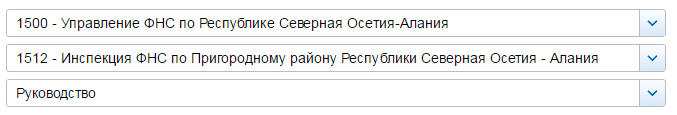 1500 - Управление ФНС по Республике Северная Осетия-Алания
1512 - Инспекция ФНС по Пригородному району Республики Северная Осетия - Алания
Руководство